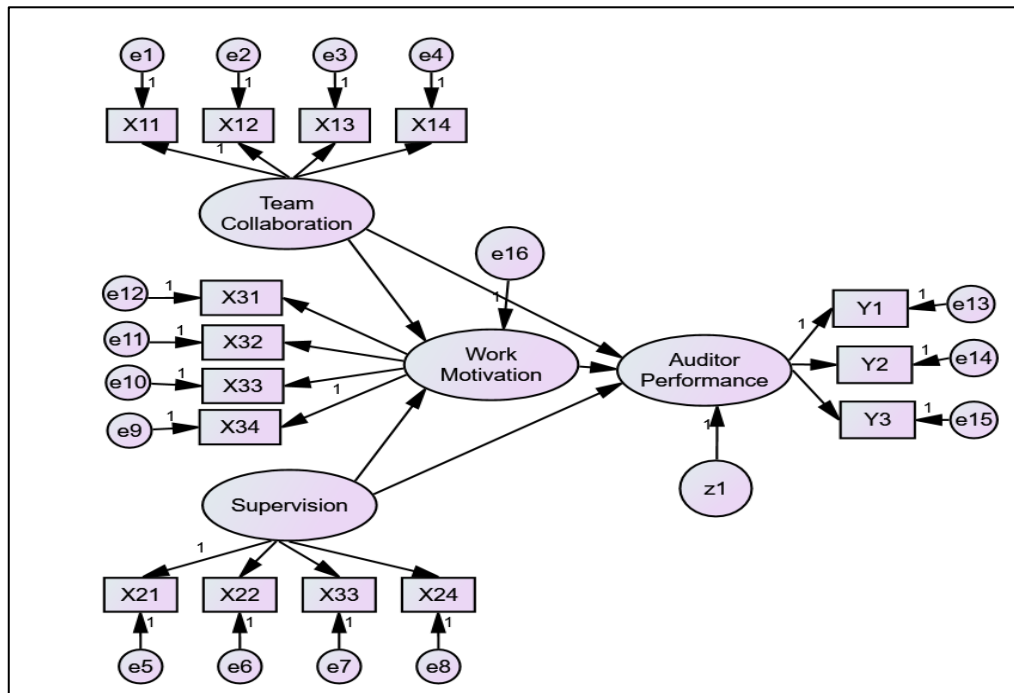 e1
e2
e3
e4
1
1
1
1
X11
X12
X13
X14
1
Team
Collaboration
e16
1
e12
1
X31
e11
1
X32
e10
1
X33
e9
1
X34
1
Work
Motivation
Auditor
Performance
1
Y1
1
e13
Y2
1
e14
Y3
1
e15
1
z1
Supervision
1
X21
X22
X33
X24
1
1
1
1
e5
e6
e7
e8